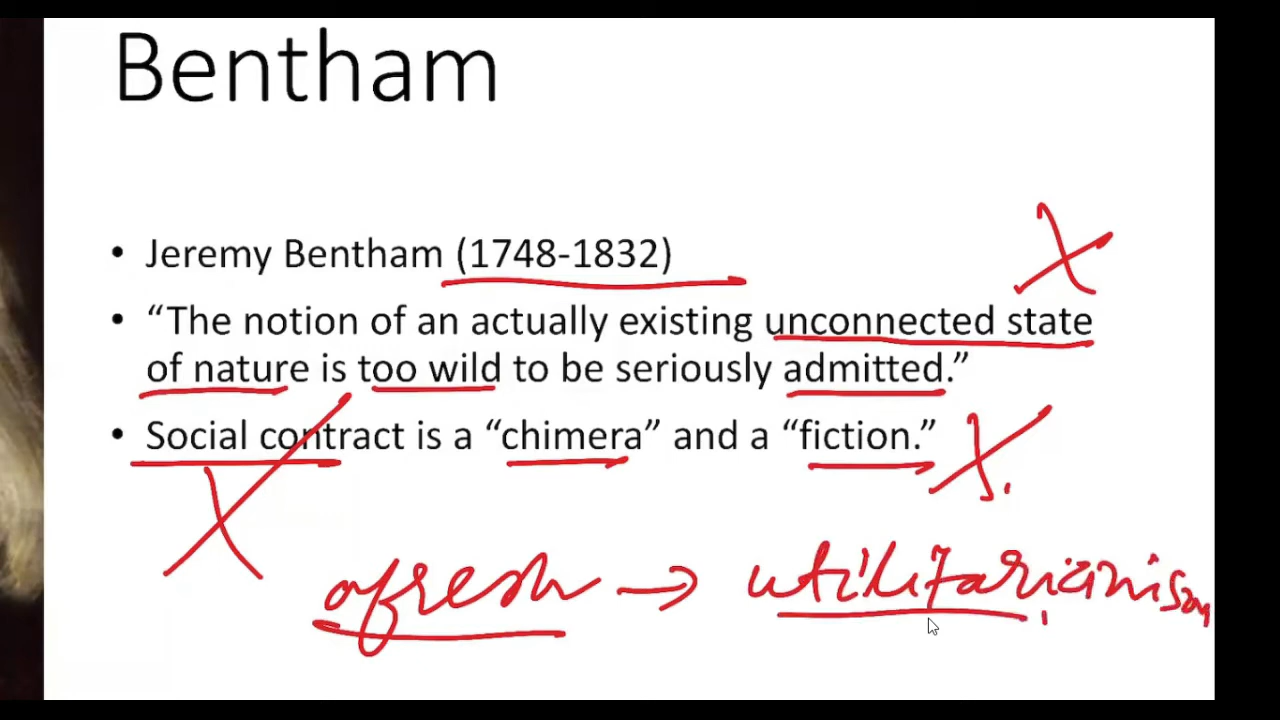 Bentham
• Jeremy Bentham (1748-1832)
• “The notion of an actually existing unconnected state
of nature is too wild to be seriously admitted.”
• Social contract is a “chimera” and a “fiction.”
afresh → utilitarianism